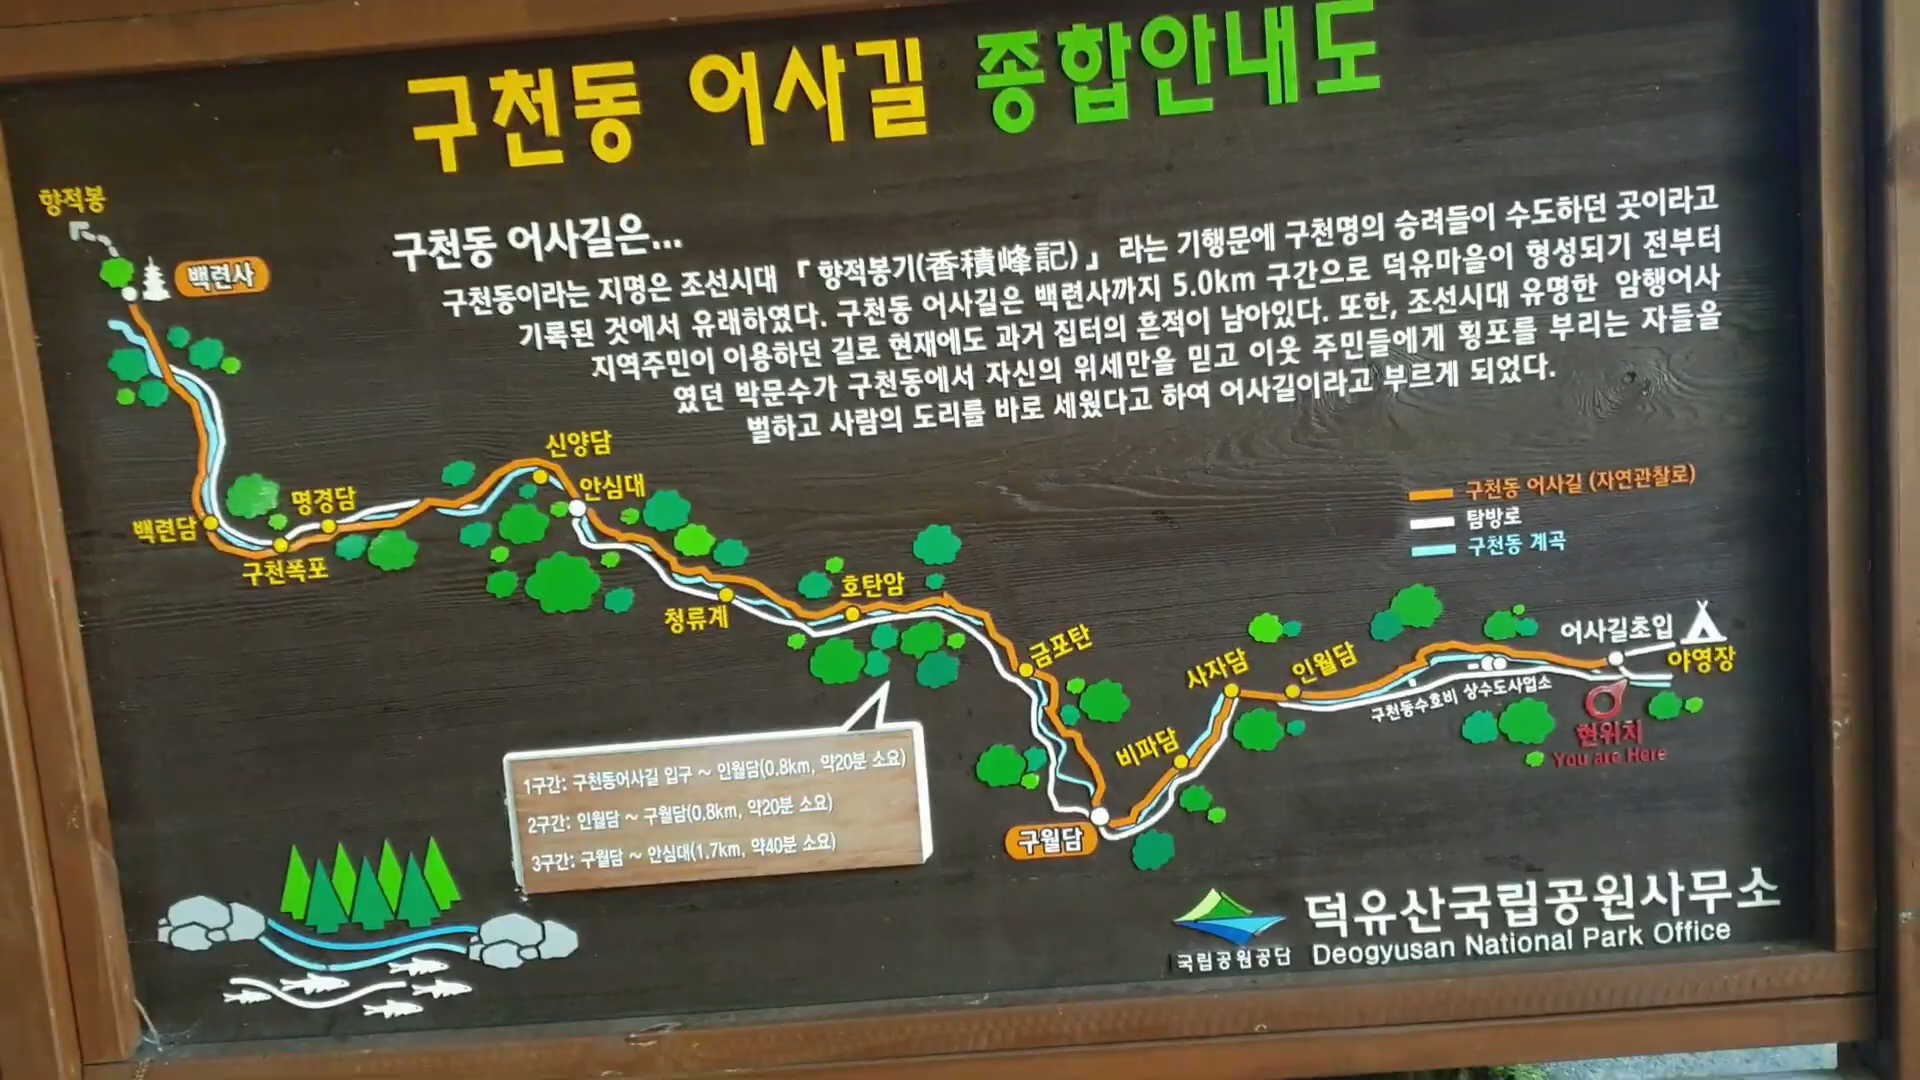 구천동 어사길 종합안내도
향적봉
백련사
구천동 어사길은...
구천동이라는 지명은 조선시대 「향적봉기(香積峰記)」 라는 기행문에 구천명의 승려들이 수도하던 곳이라고
기록된 것에서 유래하였다. 구천동 어사길은 백련사까지 5.0km 구간으로 덕유마을이 형성되기 전부터
지역주민이 이용하던 길로 현재에도 과거 집터의 흔적이 남아있다. 또한, 조선시대 유명한 암행어사
였던 박문수가 구천동에서 자신의 위세만을 믿고 이웃 주민들에게 횡포를 부리는 자들을
벌하고 사람의 도리를 바로 세웠다고 하여 어사길이라고 부르게 되었다.
구천동 어사길 (자연관찰로)
탐방로
구천동 계곡
신양담
안심대
명경담
백련담
구천폭포
청류계
호탄암
금포탄
사자담
인월담
어사길초입
야영장
구천동수호비
상수도사업소
현위치
You are Here
비파담
구월담
1구간: 구천동어사길 입구 ~ 인월담(0.8km, 약20분 소요)
2구간: 인월담 ~ 구월담(0.8km, 약20분 소요)
3구간: 구월담 ~ 안심대(1.7km, 약40분 소요)
국립공원공단
덕유산국립공원사무소
Deogyusan National Park Office